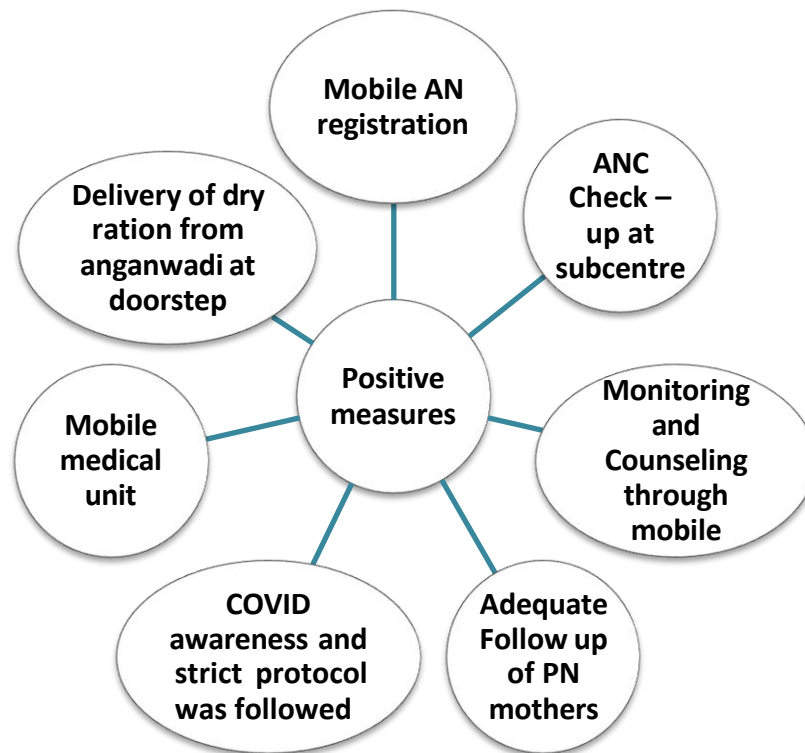 Mobile AN
registration
ANC
Check –
up at
subcentre
Delivery of dry
ration from
anganwadi at
doorstep
Positive
measures
Monitoring
and
Counseling
through
mobile
Mobile
medical
unit
COVID
awareness and
strict protocol
was followed
Adequate
Follow up
of PN
mothers